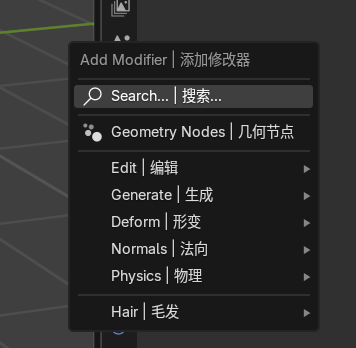 Add Modifier | 添加修改器
Search... | 搜索...
Geometry Nodes | 几何节点
Edit | 编辑
Generate | 生成
Deform | 形变
Normals | 法向
Physics | 物理
Hair | 毛发